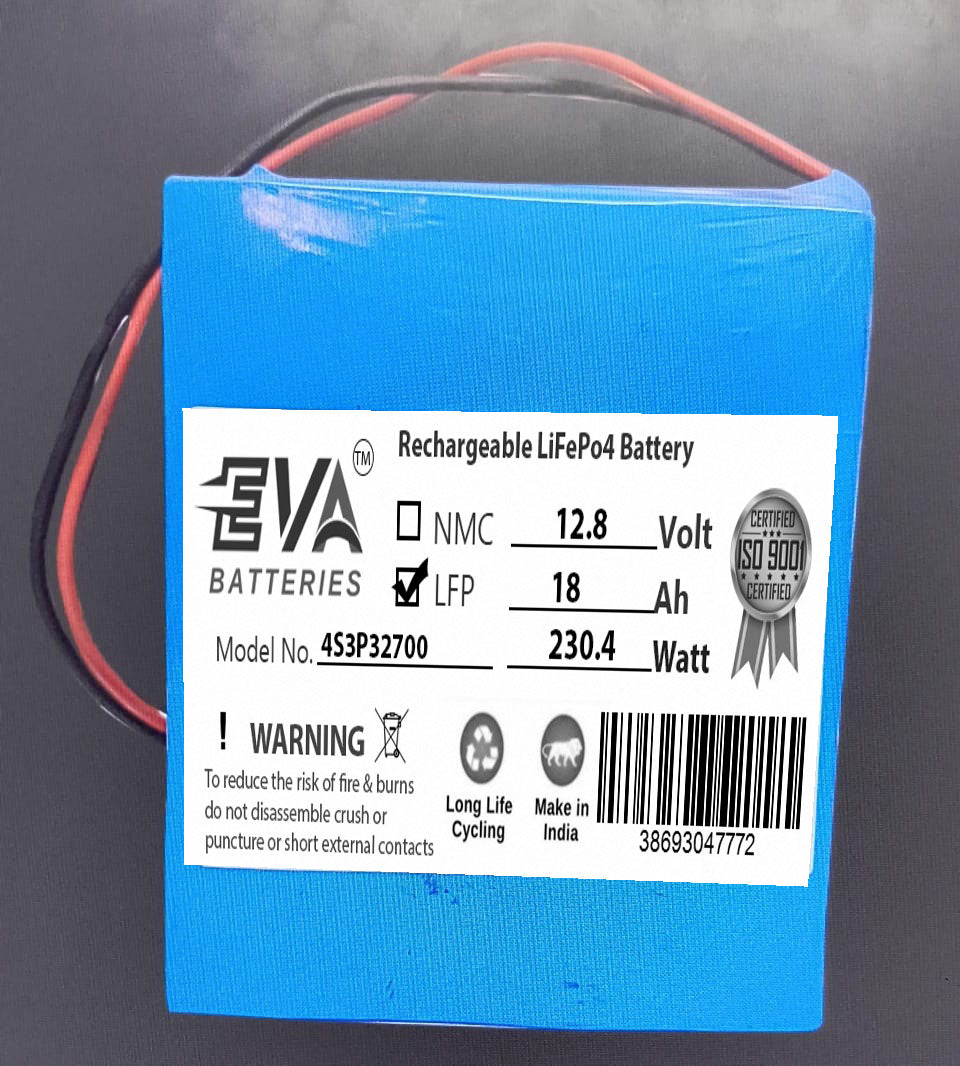 EVA TM
BATTERIES
Rechargeable LiFePo4 Battery
NMC 12.8 Volt
LFP 18 Ah
Model No. 4S3P32700 230.4 Watt
CERTIFIED
ISO 9001
CERTIFIED
! WARNING
To reduce the risk of fire & burns
do not disassemble crush or
puncture or short external contacts
Long Life
Cycling
Make in
India
38693047772